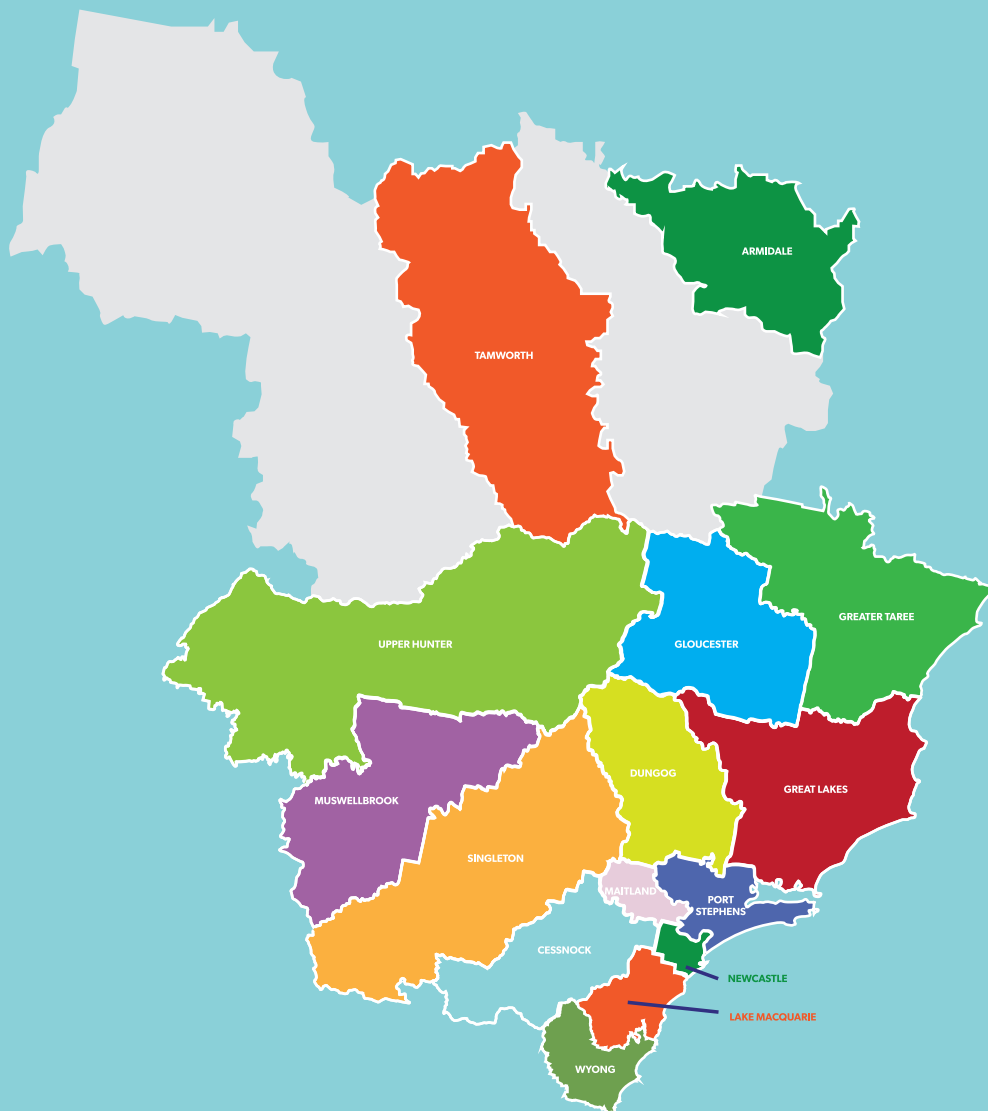 ARMIDALE
TAMWORTH
GREATER TAREE
UPPER HUNTER
GLOUCESTER
DUNGOG
GREAT LAKES
MUSWELLBROOK
SINGLETON
MAITLAND
PORT
STEPHENS
CESSNOCK
NEWCASTLE
LAKE MACQUARIE
WYONG